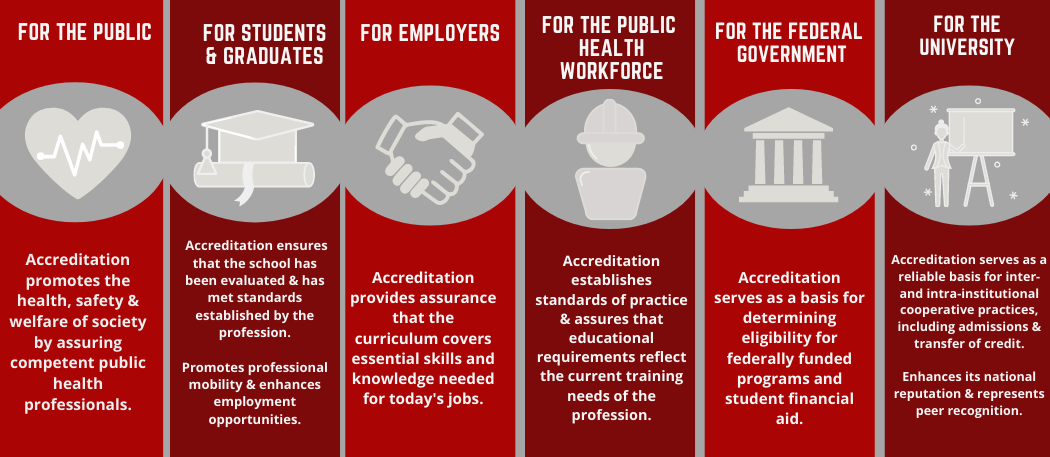 FOR THE PUBLIC
Accreditation
promotes the
health, safety &
welfare of society
by assuring
competent public
health
professionals.
FOR STUDENTS
& GRADUATES
Accreditation ensures
that the school has
been evaluated & has
met standards
established by the
profession.
Promotes professional
mobility & enhances
employment
opportunities.
FOR EMPLOYERS
Accreditation
provides assurance
that the
curriculum covers
essential skills and
knowledge needed
for today's jobs.
FOR THE PUBLIC
HEALTH
WORKFORCE
Accreditation
establishes
standards of practice
& assures that
educational
requirements reflect
the current training
needs of the
profession.
FOR THE FEDERAL
GOVERNMENT
Accreditation
serves as a basis for
determining
eligibility for
federally funded
programs and
student financial
aid.
FOR THE
UNIVERSITY
Accreditation serves as a
reliable basis for inter-
and intra-institutional
cooperative practices,
including admissions &
transfer of credit.
Enhances its national
reputation & represents
peer recognition.